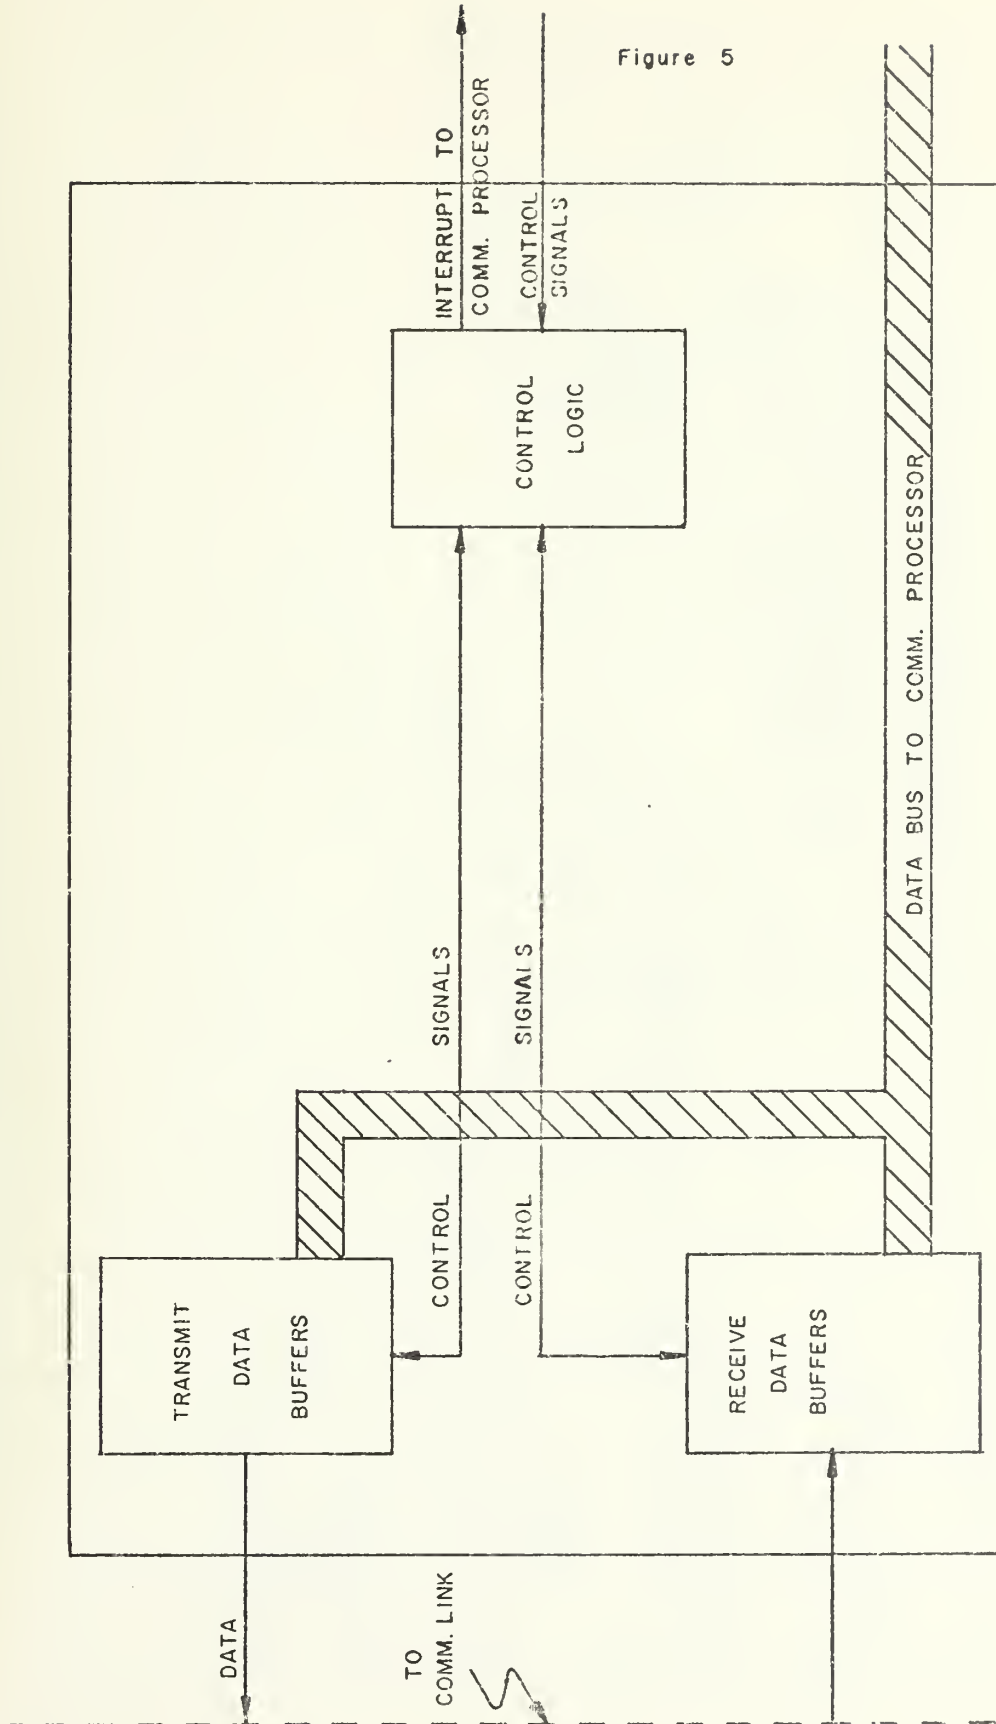 Figure 5
INTERRUPT TO
COMM. PROCESSOR
CONTROL
SIGNALS
CONTROL
LOGIC
DATA BUS TO COMM. PROCESSOR
CONTROL SIGNALS
CONTROL SIGNALS
TRANSMIT
DATA
BUFFERS
RECEIVE
DATA
BUFFERS
DATA
TO
COMM. LINK